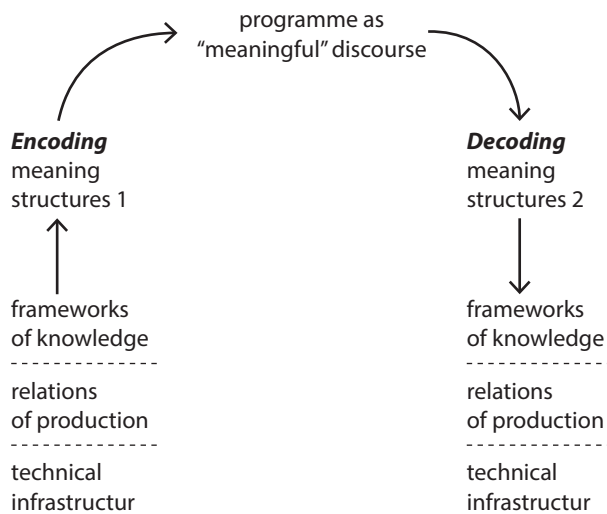 programme as
“meaningful” discourse
Encoding
meaning
structures 1
frameworks
of knowledge
relations
of production
technical
infrastructur
Decoding
meaning
structures 2
frameworks
of knowledge
relations
of production
technical
infrastructur